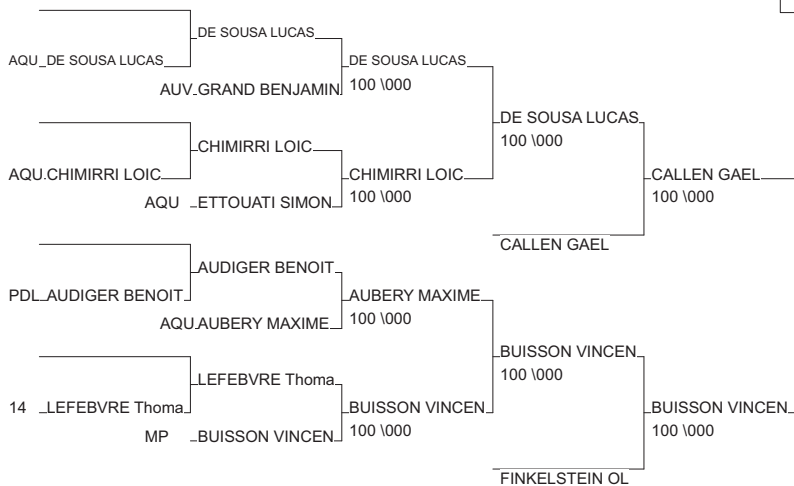 DE SOUSA LUCAS
AQU DE SOUSA LUCAS
DE SOUSA LUCAS
AUV GRAND BENJAMIN
100 \000
DE SOUSA LUCAS
100 \000
CHIMIRRI LOIC
AQU CHIMIRRI LOIC
CHIMIRRI LOIC
CALLEN GAEL
AQU ETTOUATI SIMON
100 \000
100 \000
CALLEN GAEL
AUDIGER BENOIT
PDL AUDIGER BENOIT
AUBERY MAXIME
AQU AUBERY MAXIME
100 \000
BUISSON VINCEN
100 \000
LEFEBVRE Thoma
14 LEFEBVRE Thoma
BUISSON VINCEN
BUISSON VINCEN
MP BUISSON VINCEN
100 \000
100 \000
FINKELSTEIN OL